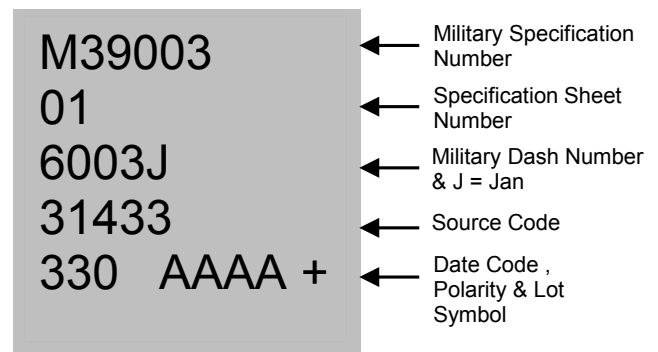 M39003
Military Specification
Number
01
Specification Sheet
Number
6003J
Military Dash Number
& J = Jan
31433
Source Code
330 AAAA +
Date Code ,
Polarity & Lot
Symbol